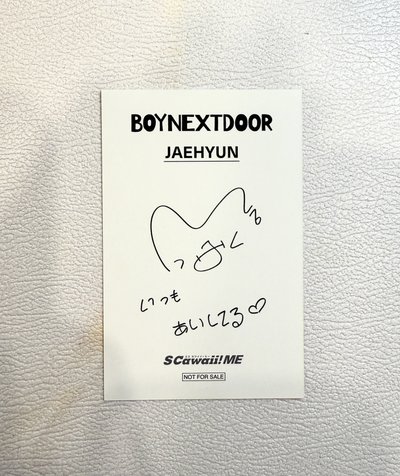 BOYNEXTDOOR
JAEHYUN
いつも
あいしてる♡
SCawaii! ME
NOT FOR SALE